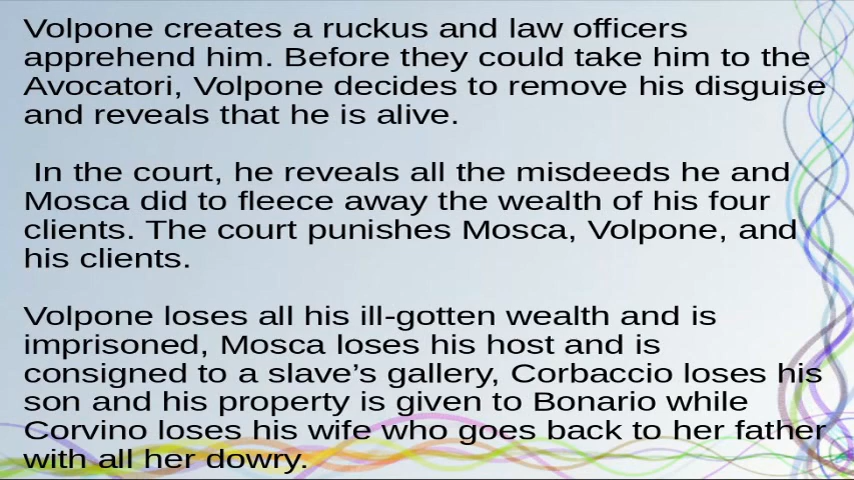 Volpone creates a ruckus and law officers
apprehend him. Before they could take him to the
Avocatori, Volpone decides to remove his disguise
and reveals that he is alive.
In the court, he reveals all the misdeeds he and
Mosca did to fleece away the wealth of his four
clients. The court punishes Mosca, Volpone, and
his clients.
Volpone loses all his ill-gotten wealth and is
imprisoned, Mosca loses his host and is
consigned to a slave’s gallery, Corbaccio loses his
son and his property is given to Bonario while
Corvino loses his wife who goes back to her father
with all her dowry.